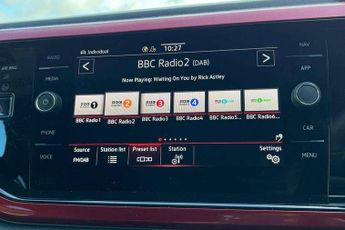 Individual
10:27
RADIO
NAV
BBC Radio2 (DAB)
Now Playing: Waiting On You by Rick Astley
MEDIA
APP
BBC Radio1
BBC Radio2
BBC Radio3
BBC Radio4
BBC Radio5...
BBC Radio6...
PHONE
CAR
Source
Station list
Preset list
Station
Settings
FM/DAB
VOICE
MENU